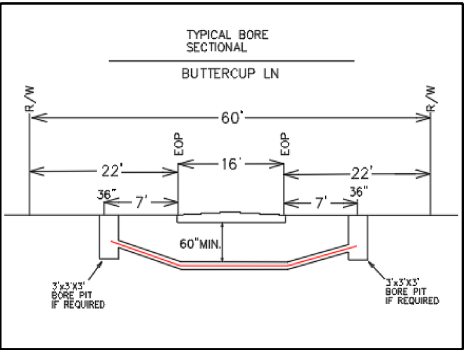 TYPICAL BORE
SECTIONAL
BUTTERCUP LN
R/W
R/W
60'
EOP
EOP
16'
22'
22'
36"
7'
7'
36"
60"MIN.
3'x3'X3'
BORE PIT
IF REQUIRED
3'x3'X3'
BORE PIT
IF REQUIRED